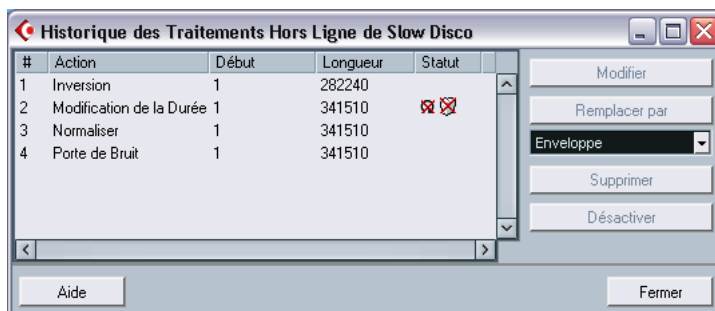 Historique des Traitements Hors Ligne de Slow Disco
# Action Début Longueur Statut
1 Inversion 1 282240
2 Modification de la Durée 1 341510
3 Normaliser 1 341510
4 Porte de Bruit 1 341510
Modifier
Remplacer par
Enveloppe
Supprimer
Désactiver
Aide
Fermer